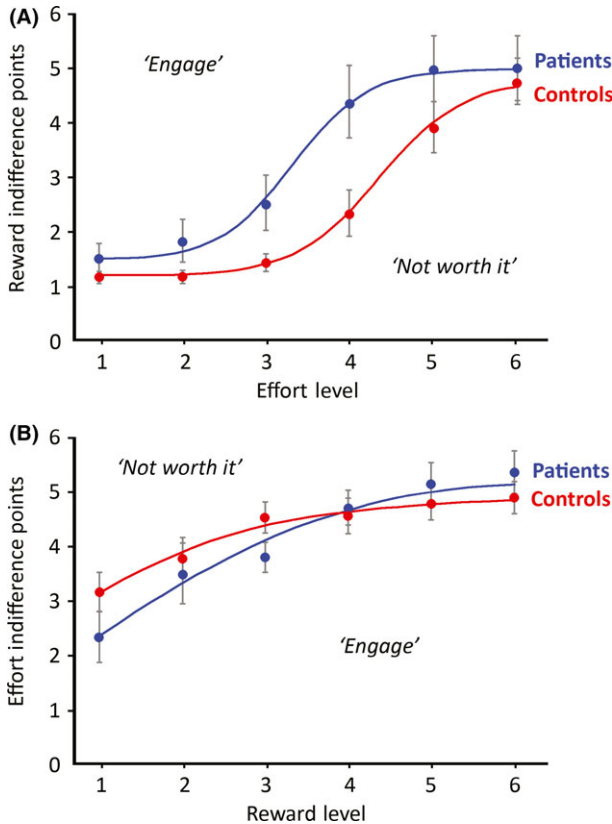 (A)
Reward indifference points
6
5
4
3
2
1
0
'Engage'
'Not worth it'
Patients
Controls
1 2 3 4 5 6
Effort level
(B)
Effort indifference points
6
5
4
3
2
1
0
'Not worth it'
'Engage'
Patients
Controls
1 2 3 4 5 6
Reward level